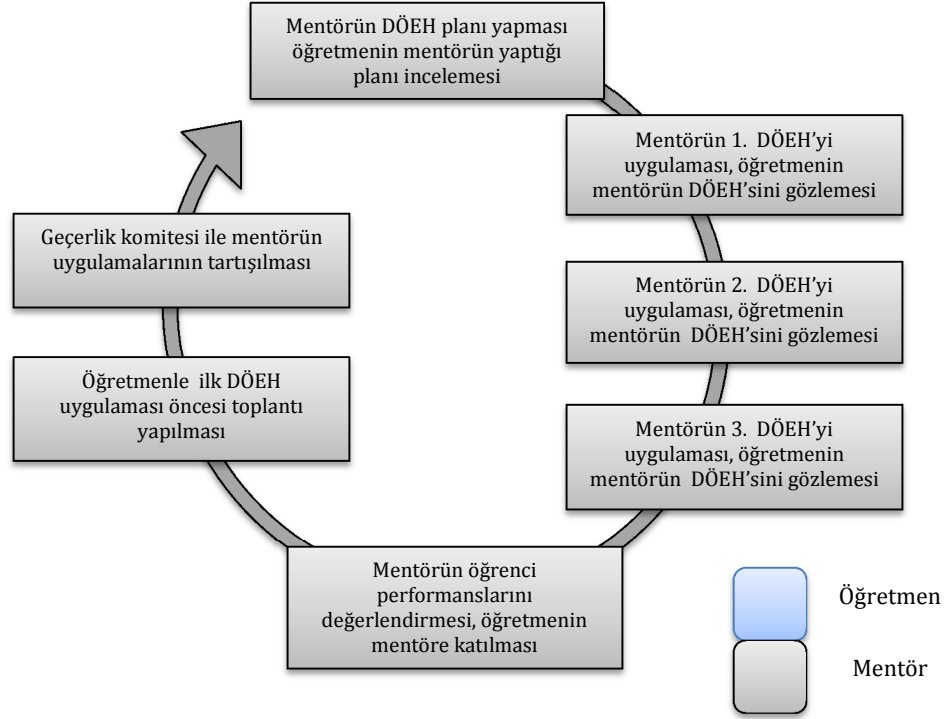 Mentörün DÖEH planı yapması
öğretmenin mentörün yaptığı
planı incelemesi
Mentörün 1. DÖEH’yi
uygulaması, öğretmenin
mentörün DÖEH’sini gözlemesi
Mentörün 2. DÖEH’yi
uygulaması, öğretmenin
mentörün DÖEH’sini gözlemesi
Mentörün 3. DÖEH’yi
uygulaması, öğretmenin
mentörün DÖEH’sini gözlemesi
Mentörün öğrenci
performanslarını
değerlendirmesi, öğretmenin
mentöre katılması
Öğretmenle ilk DÖEH
uygulaması öncesi toplantı
yapılması
Geçerlik komitesi ile mentörün
uygulamalarının tartışılması
Öğretmen
Mentör